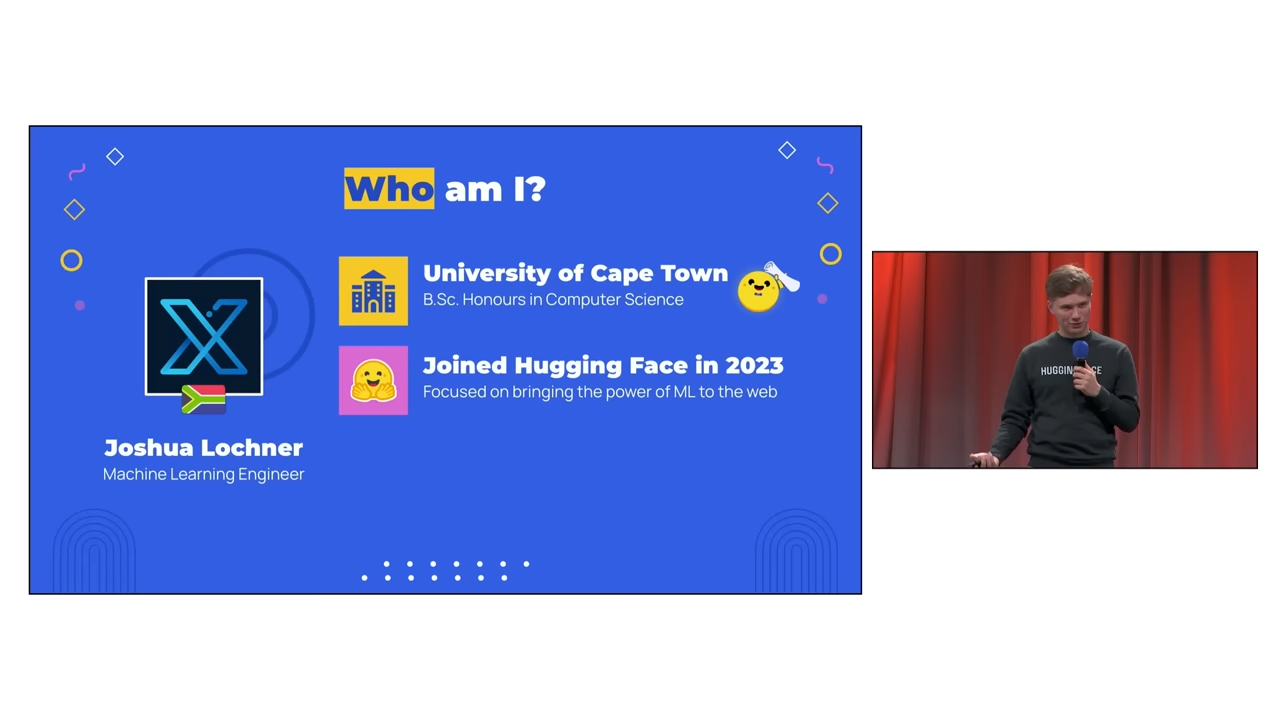 Who am I?
University of Cape Town
B.Sc. Honours in Computer Science
Joined Hugging Face in 2023
Focused on bringing the power of ML to the web
Joshua Lochner
Machine Learning Engineer